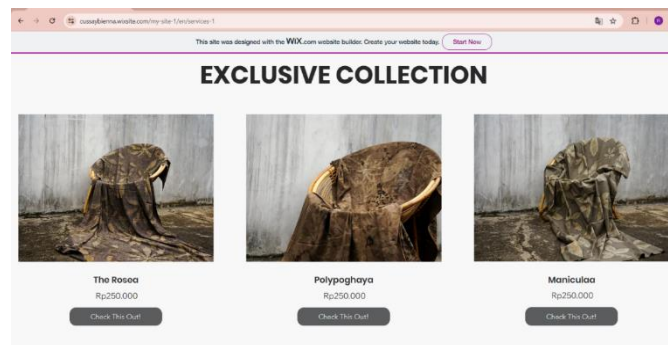 cussaybierma.wixsite.com/my-site-1/en/services-1
This site was designed with the WiX.com website builder. Create your website today. Start Now
EXCLUSIVE COLLECTION
The Rosea
Polypoghaya
Maniculaa
Rp250.000
Rp250.000
Rp250.000
Check This Out!
Check This Out!
Check This Out!